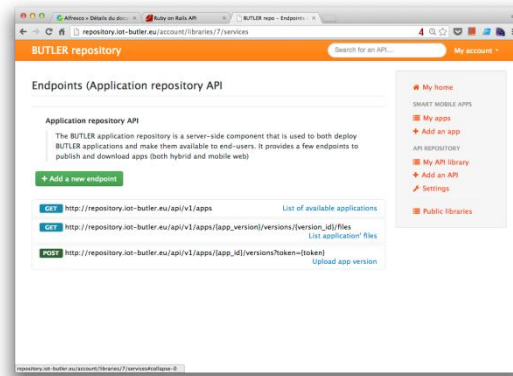 Alfresco » Détails du docu
Ruby on Rails API
BUTLER repo - Endpoints
repository.iot-butler.eu/account/libraries/7/services
4
BUTLER repository
Search for an API...
My account
Endpoints (Application repository API
Application repository API
The BUTLER application repository is a server-side component that is used to both deploy
BUTLER applications and make them available to end-users. It provides a few endpoints to
publish and download apps (both hybrid and mobile web)
+ Add a new endpoint
GET http://repository.iot-butler.eu/api/v1/apps List of available applications
GET http://repository.iot-butler.eu/api/v1/apps/{app_version}/versions/{version_id}/files
List application' files
POST http://repository.iot-butler.eu/api/v1/apps/{app_id}/versions?token={token}
Upload app version
My home
SMART MOBILE APPS
My apps
+ Add an app
API REPOSITORY
My API library
+ Add an API
Settings
Public libraries
repository.iot-butler.eu/account/libraries/7/services#collapse-0